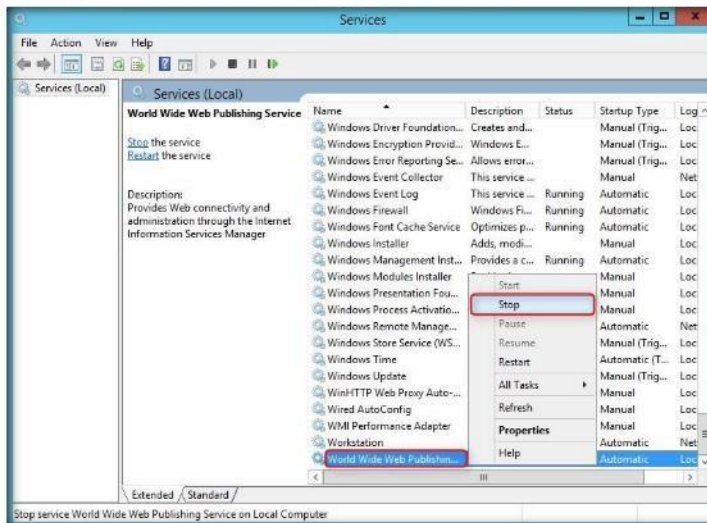 Services
File Action View Help
Services (Local)
Services (Local)
World Wide Web Publishing Service
Stop the service
Restart the service
Description:
Provides Web connectivity and
administration through the Internet
Information Services Manager
Name Description Status Startup Type Log
Windows Driver Foundation... Creates and... Manual (Trig... Loc
Windows Encryption Provid... Windows E... Manual (Trig... Loc
Windows Error Reporting Se... Allows error... Manual (Trig... Loc
Windows Event Collector This service ... Manual Net
Windows Event Log This service ... Running Automatic Loc
Windows Firewall Windows Fi... Running Automatic Loc
Windows Font Cache Service Optimizes p... Running Automatic Loc
Windows Installer Adds, modi... Manual Loc
Windows Management Inst... Provides a c... Running Automatic Loc
Windows Modules Installer Manual Loc
Windows Presentation Fou... Manual Loc
Windows Process Activatio... Manual Loc
Windows Remote Manage... Automatic Net
Windows Store Service (WS... Manual (Trig... Loc
Windows Time Automatic (T... Loc
Windows Update Manual (Trig... Loc
WinHTTP Web Proxy Auto-... Manual Loc
Wired AutoConfig Manual Loc
WMI Performance Adapter Manual Loc
Workstation Automatic Net
World Wide Web Publishin... Automatic Loc
Start
Stop
Pause
Resume
Restart
All Tasks
Refresh
Properties
Help
Extended Standard
Stop service World Wide Web Publishing Service on Local Computer